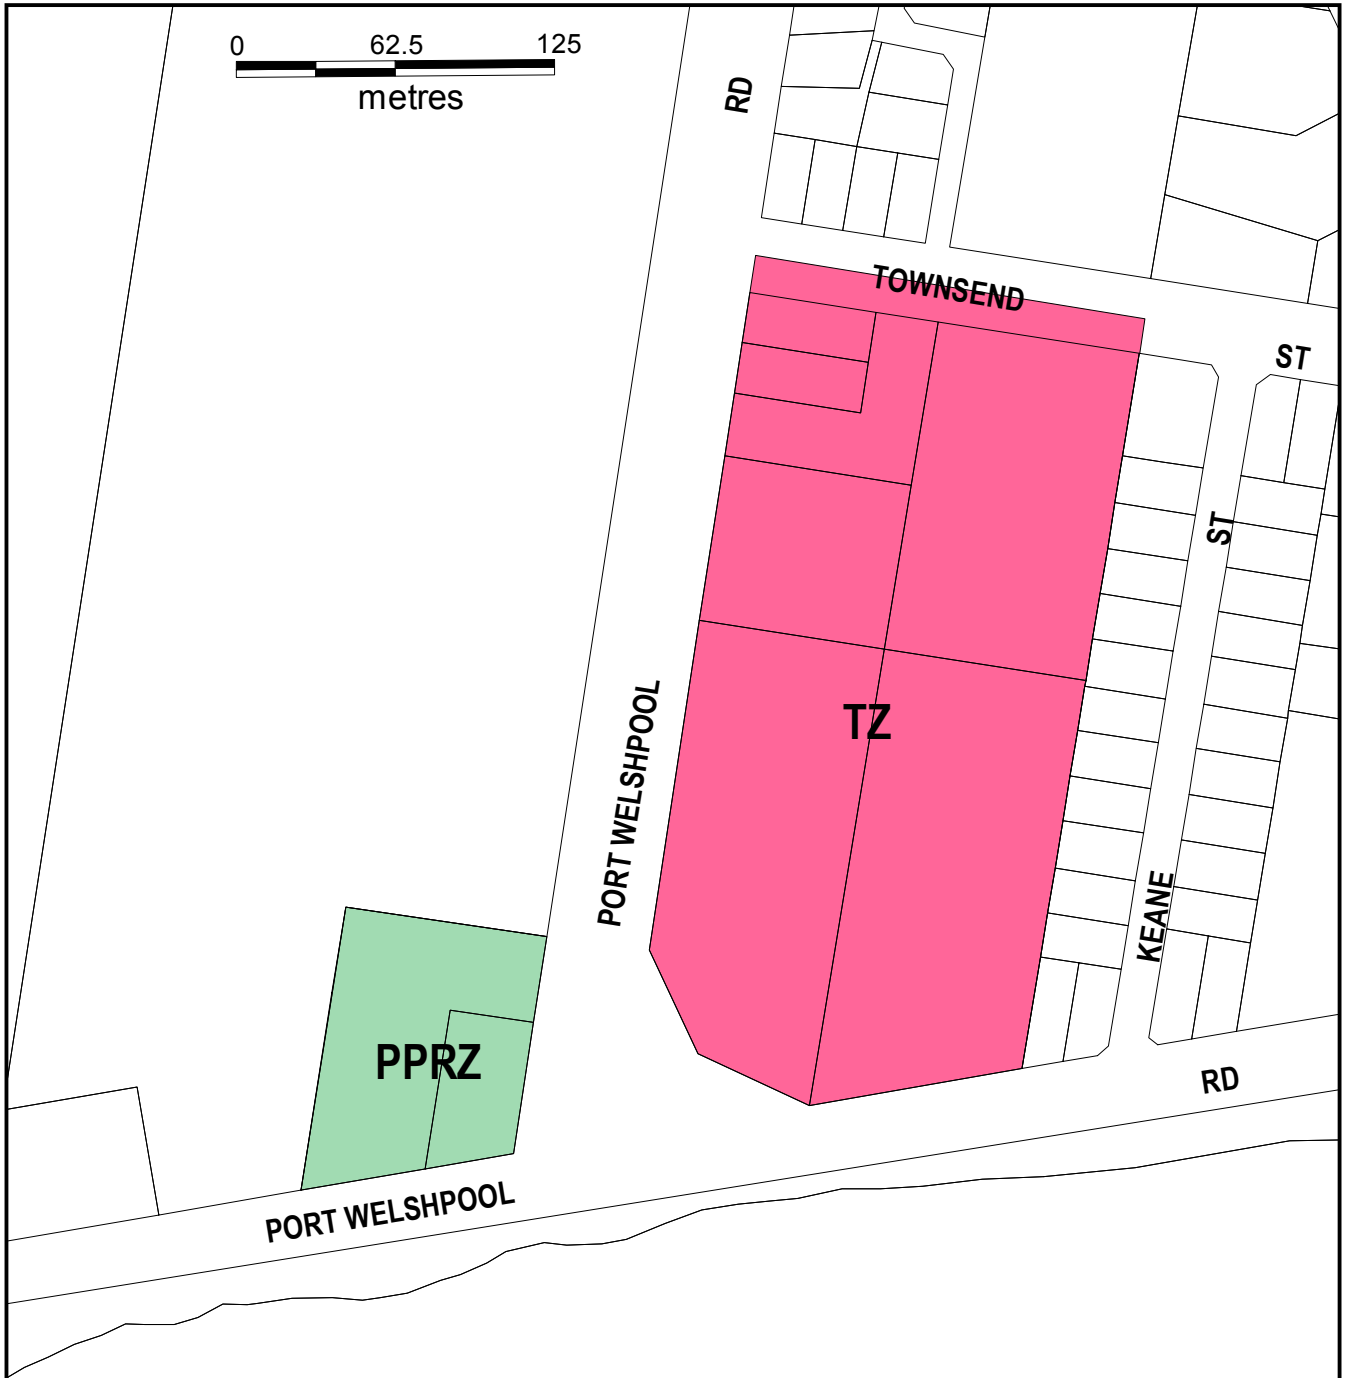 0 62.5 125
metres
RD
TOWNSEND
ST
ST
PORT WELSHPOOL
TZ
KEANE
PPRZ
RD
PORT WELSHPOOL